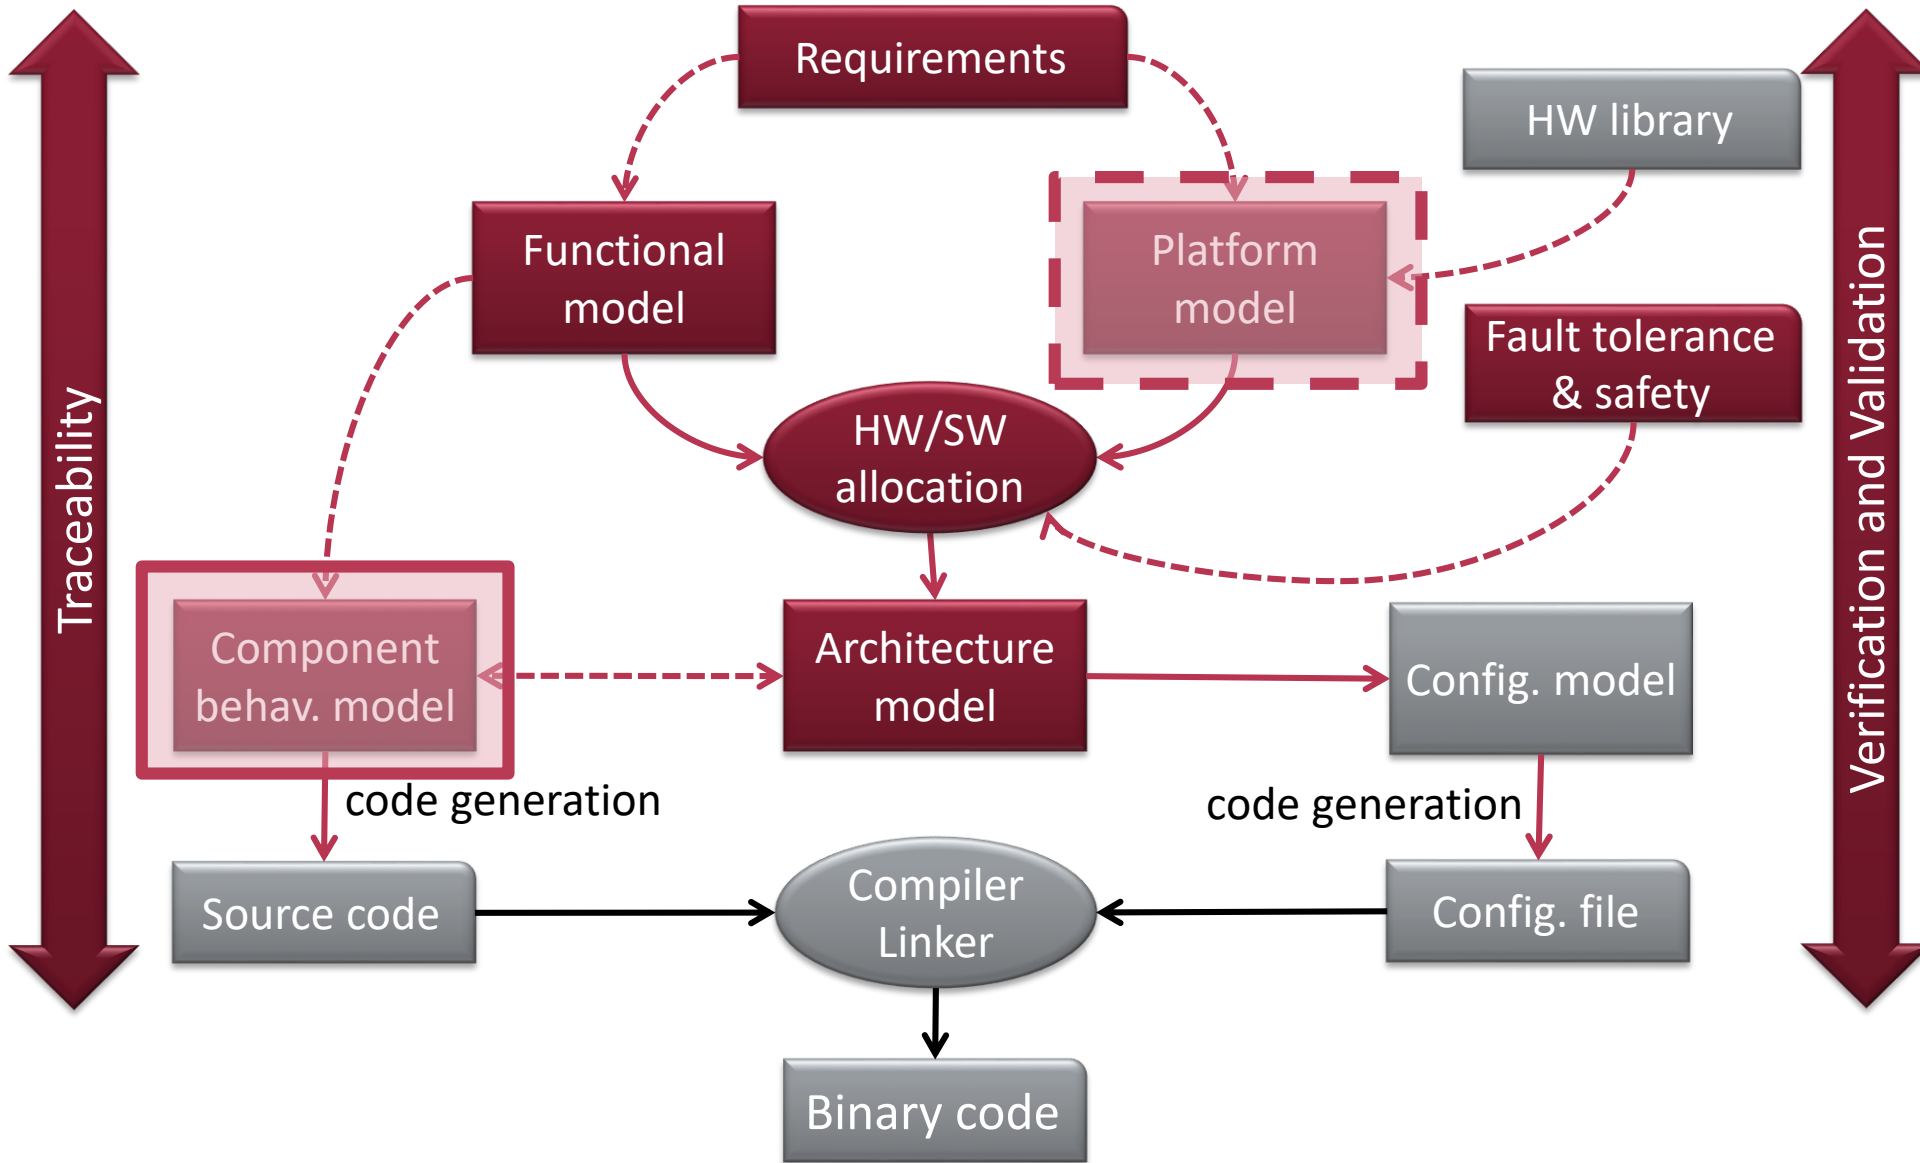 Requirements
HW library
Functional
model
Platform
model
Fault tolerance
& safety
HW/SW
allocation
Traceability
Verification and Validation
Component
behav. model
Architecture
model
Config. model
code generation
code generation
Source code
Compiler
Linker
Config. file
Binary code